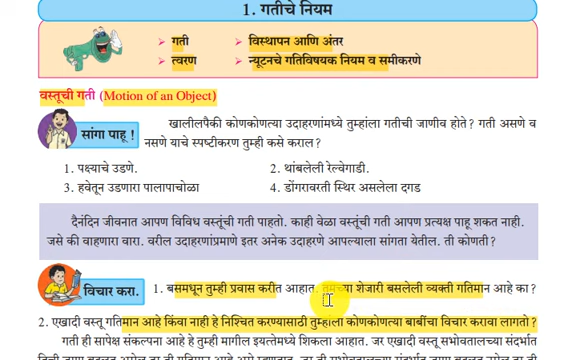 1. गतीचे नियम
➢ गती ➢ विस्थापन आणि अंतर
➢ त्वरण ➢ न्यूटनचे गतिविषयक नियम व समीकरणे
वस्तूची गती (Motion of an Object)
सांगा पाहू !
खालीलपैकी कोणकोणत्या उदाहरणांमध्ये तुम्हांला गतीची जाणीव होते? गती असणे व
नसणे याचे स्पष्टीकरण तुम्ही कसे कराल?
1. पक्ष्याचे उडणे. 2. थांबलेली रेल्वेगाडी.
3. हवेतून उडणारा पालापाचोळा 4. डोंगरावरती स्थिर असलेला दगड
दैनंदिन जीवनात आपण विविध वस्तूंची गती पाहतो. काही वेळा वस्तूंची गती आपण प्रत्यक्ष पाहू शकत नाही.
जसे की वाहणारा वारा. वरील उदाहरणांप्रमाणे इतर अनेक उदाहरणे आपल्याला सांगता येतील. ती कोणती?
विचार करा.
1. बसमधून तुम्ही प्रवास करीत आहात. तुमच्या शेजारी बसलेली व्यक्ती गतिमान आहे का?
2. एखादी वस्तू गतिमान आहे किंवा नाही हे निश्चित करण्यासाठी तुम्हांला कोणकोणत्या बाबींचा विचार करावा लागतो?
गती ही सापेक्ष संकल्पना आहे हे तुम्ही मागील इयत्तेमध्ये शिकला आहात. जर एखादी वस्तू सभोवतालच्या संदर्भात